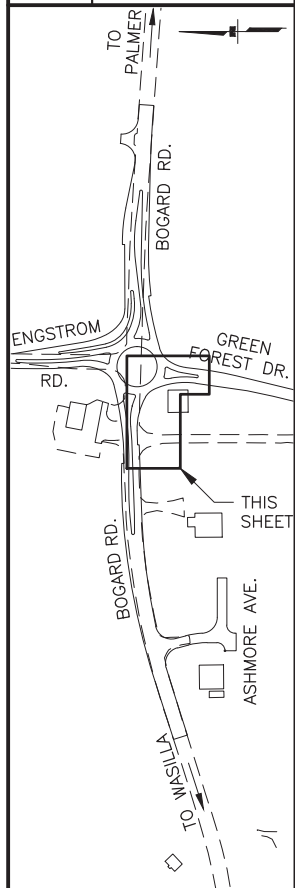 TO
PALMER
BOGARD RD.
ENGSTROM
RD.
GREEN
FOREST DR.
THIS
SHEET
BOGARD RD.
ASHMORE AVE.
TO WASILLA